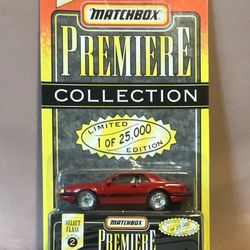 MATCHBOX
PREMIERE
COLLECTION
LIMITED
1 OF 25,000
EDITION
SELECT
CLASS
2
MATCHBOX
PREMIERE